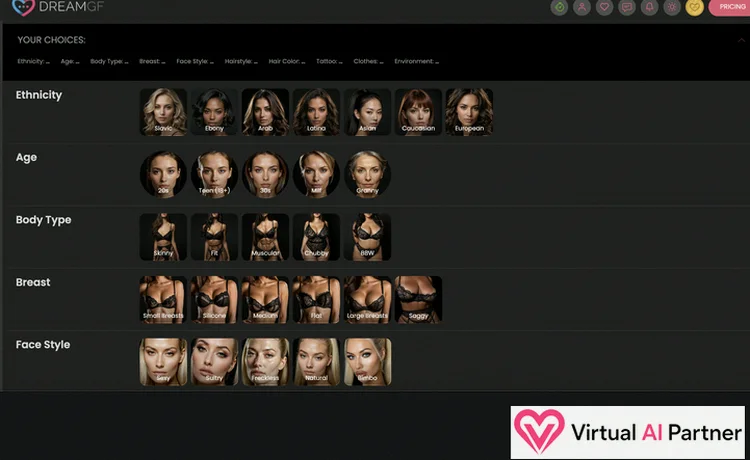 DREAMGF
PRICING
YOUR CHOICES:
Ethnicity: Age: Body Type: Breast: Face Style: Hairstyle: Hair Color: Tattoo: Clothes: Environment:
Ethnicity
Slavic Ebony Arab Latina Asian Caucasian European
Age
20s Teens (18+) 30s Milf Granny
Body Type
Skinny Fit Muscular Chubby BBW
Breast
Small Breasts Silicone Medium Flat Large Breasts Saggy
Face Style
Sexy Sultry Freckless Natural Bimbo
Virtual AI Partner